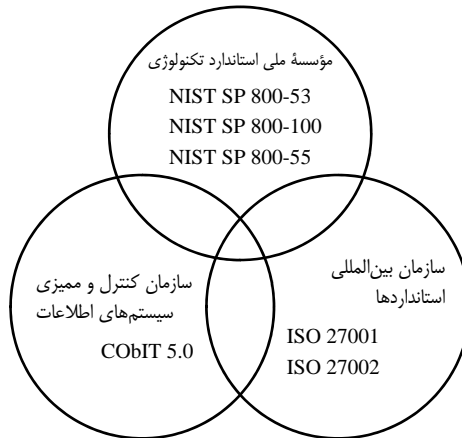 مؤسسهٔ ملی استاندارد تکنولوژی
NIST SP 800-53
NIST SP 800-100
NIST SP 800-55
سازمان کنترل و ممیزی
سیستم‌های اطلاعات
CObIT 5.0
سازمان بین‌المللی
استانداردها
ISO 27001
ISO 27002